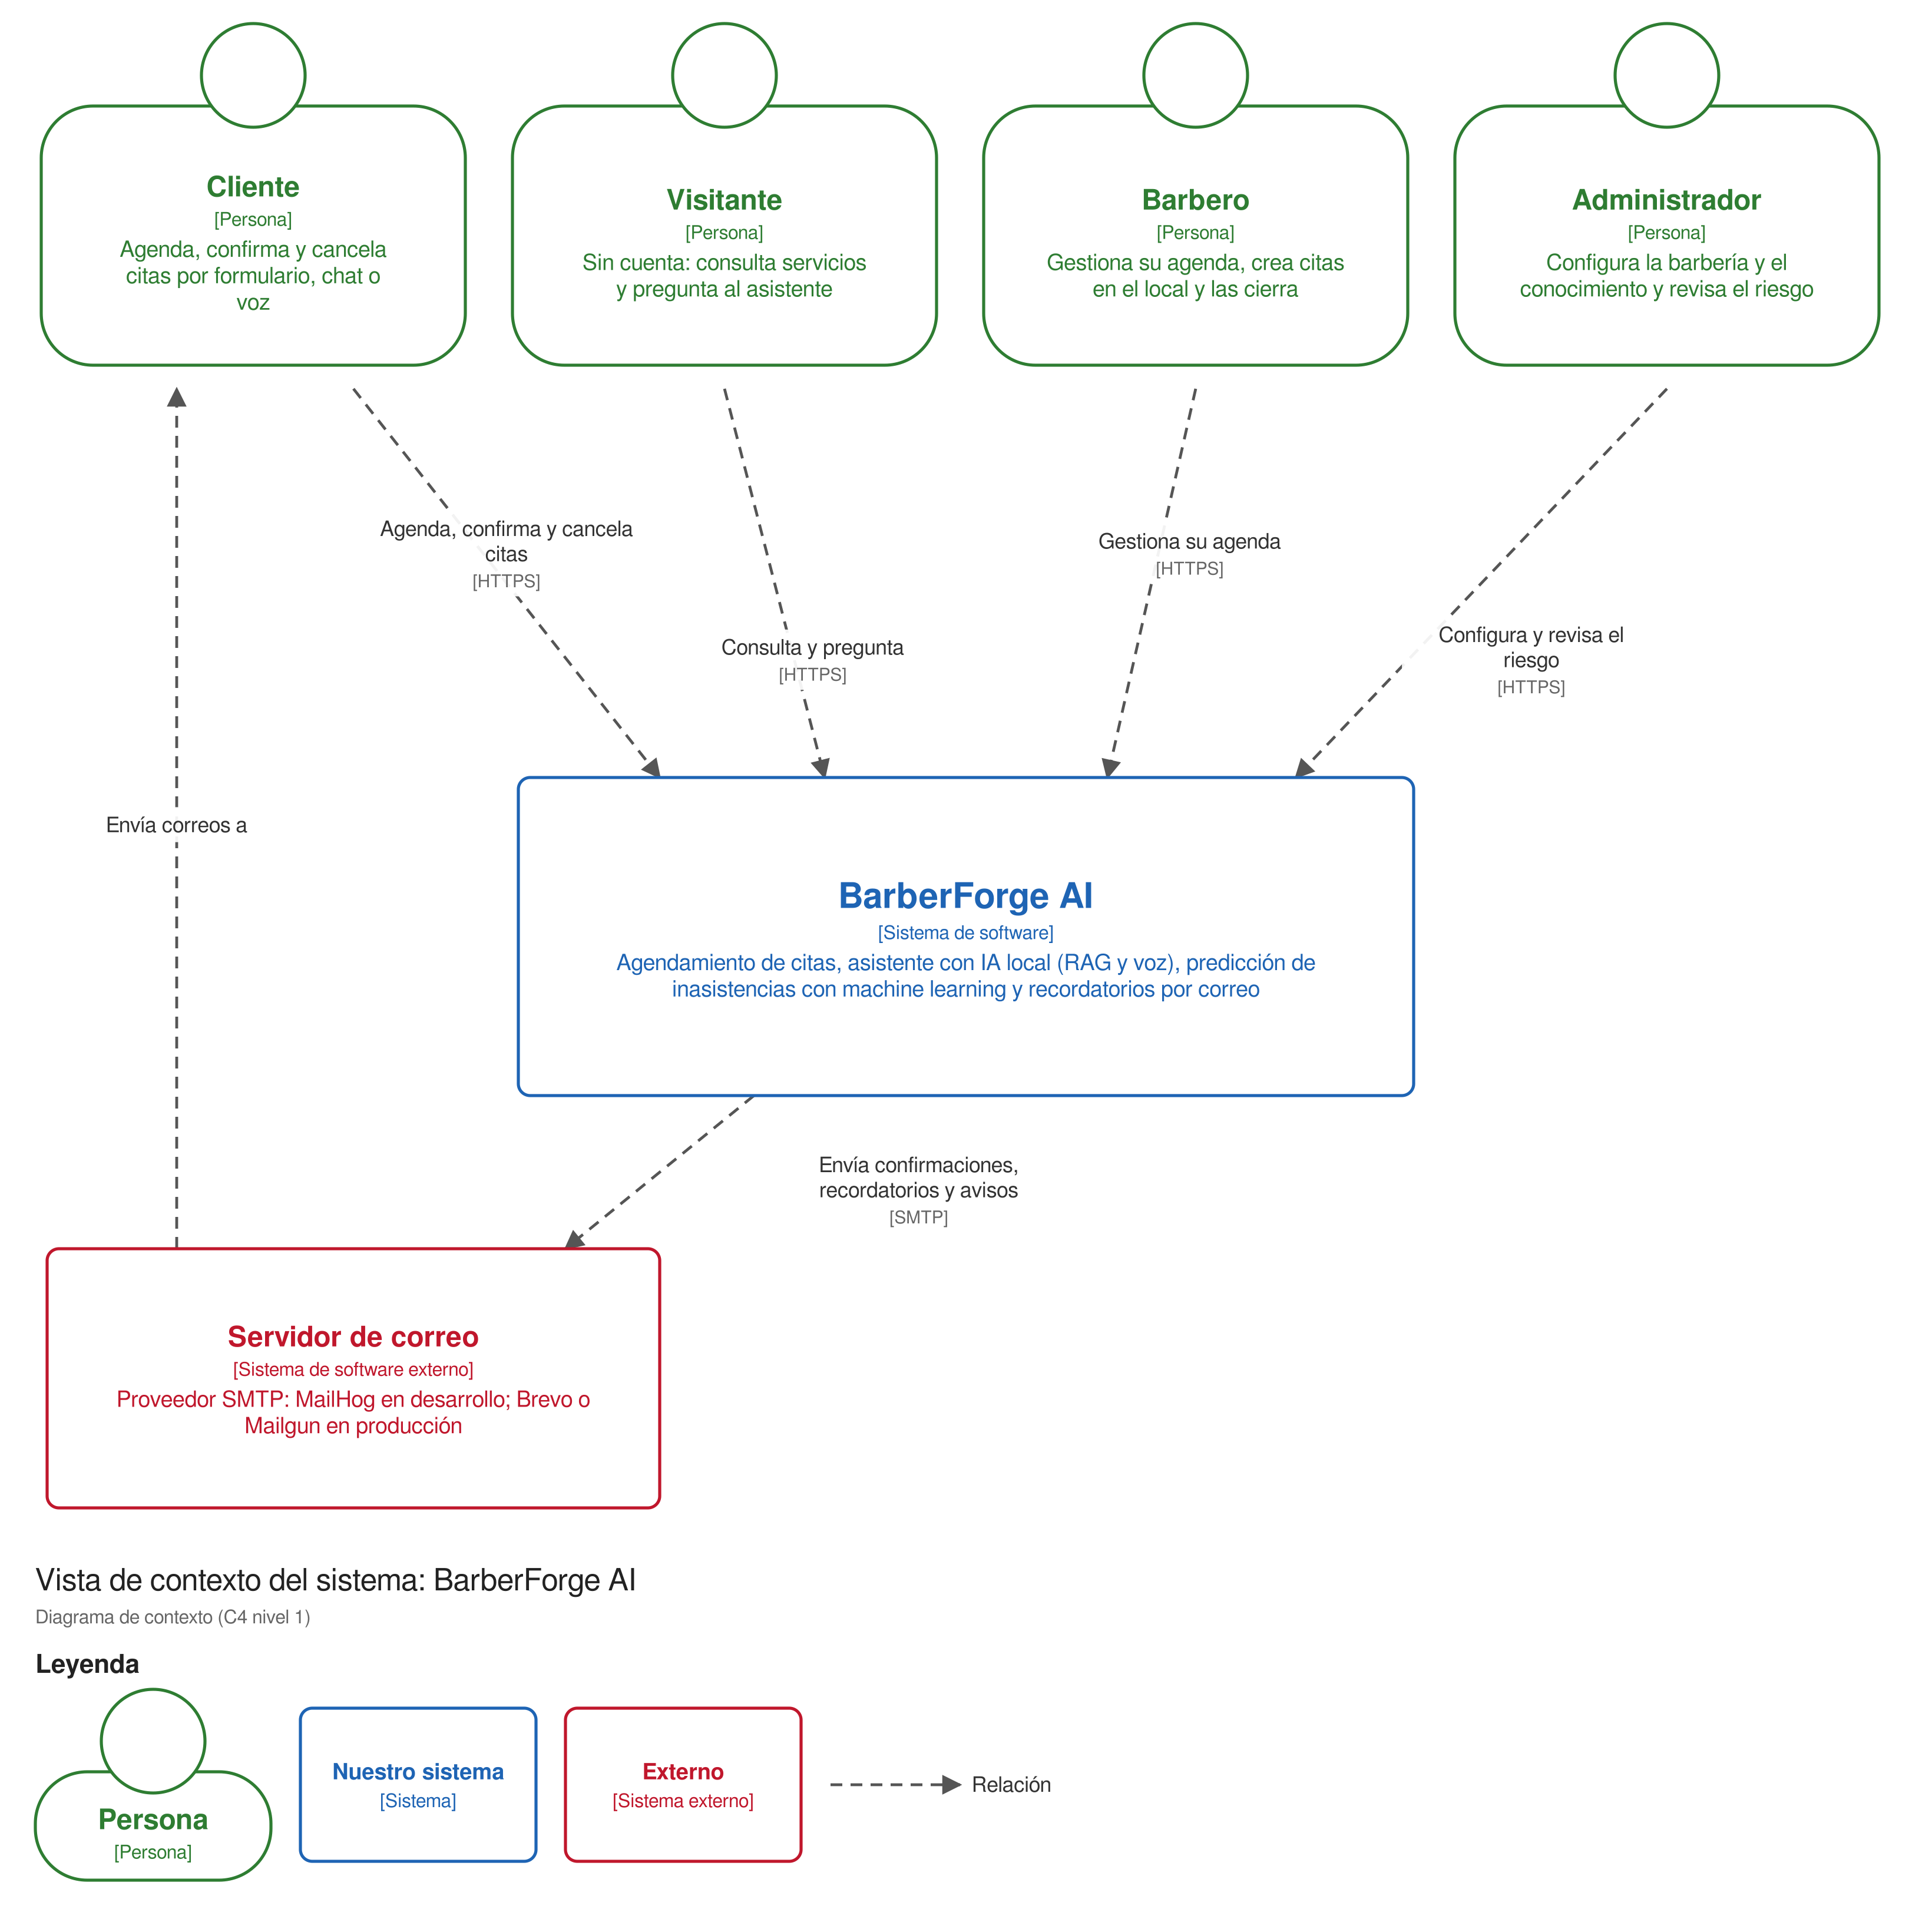 Cliente
[Persona]
Agenda, confirma y cancela
citas por formulario, chat o
voz
Visitante
[Persona]
Sin cuenta: consulta servicios
y pregunta al asistente
Barbero
[Persona]
Gestiona su agenda, crea citas
en el local y las cierra
Administrador
[Persona]
Configura la barbería y el
conocimiento y revisa el riesgo
Agenda, confirma y cancela
citas
[HTTPS]
Consulta y pregunta
[HTTPS]
Gestiona su agenda
[HTTPS]
Configura y revisa el
riesgo
[HTTPS]
Envía correos a
BarberForge AI
[Sistema de software]
Agendamiento de citas, asistente con IA local (RAG y voz), predicción de
inasistencias con machine learning y recordatorios por correo
Envía confirmaciones,
recordatorios y avisos
[SMTP]
Servidor de correo
[Sistema de software externo]
Proveedor SMTP: MailHog en desarrollo; Brevo o
Mailgun en producción
Vista de contexto del sistema: BarberForge AI
Diagrama de contexto (C4 nivel 1)
Leyenda
Persona
[Persona]
Nuestro sistema
[Sistema]
Externo
[Sistema externo]
Relación